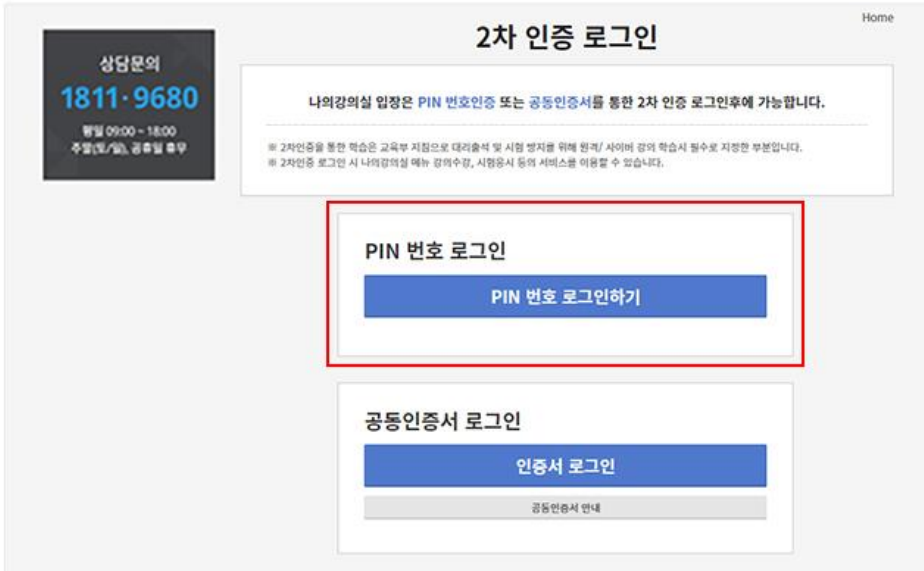 Home
2차 인증 로그인
상담문의
1811·9680
평일 09:00 ~ 18:00
주말(토/일), 공휴일 휴무
나의강의실 입장은 PIN 번호인증 또는 공동인증서를 통한 2차 인증 로그인후에 가능합니다.
※ 2차인증을 통한 학습은 교육부 지침으로 대리출석 및 시험 방지를 위해 원격/ 사이버 강의 학습시 필수로 지정한 부분입니다.
※ 2차인증 로그인 시 나의강의실 메뉴 강의수강, 시험응시 등의 서비스를 이용할 수 있습니다.
PIN 번호 로그인
PIN 번호 로그인하기
공동인증서 로그인
인증서 로그인
공동인증서 안내